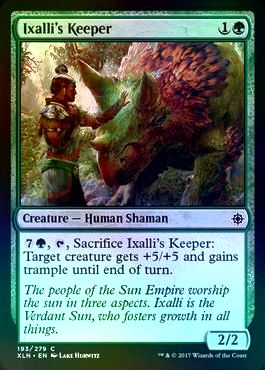 Ixalli's Keeper 1
Creature — Human Shaman
7, Sacrifice Ixalli's Keeper:
Target creature gets +5/+5 and gains
trample until end of turn.
The people of the Sun Empire worship
the sun in three aspects. Ixalli is the
Verdant Sun, who fosters growth in all
things.
2/2
193/279 C
XLN • EN LAKE HURWITZ
™ & © 2017 Wizards of the Coast